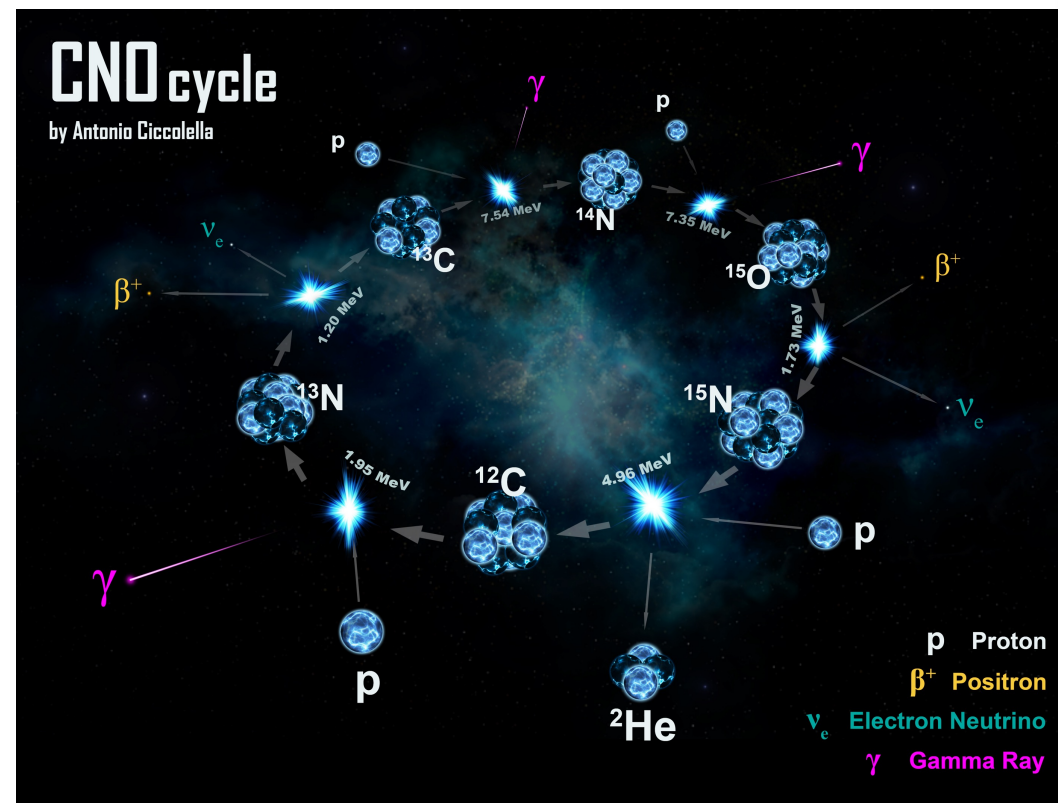 CNO cycle
by Antonio Ciccolella
γ
p
p
γ
7.54 MeV
¹⁴N
7.35 MeV
¹³C
νₑ
¹⁵O
β⁺
β⁺
1.20 MeV
1.73 MeV
¹³N
¹⁵N
νₑ
1.95 MeV
¹²C
4.96 MeV
p
γ
p
²He
p Proton
β⁺ Positron
νₑ Electron Neutrino
γ Gamma Ray